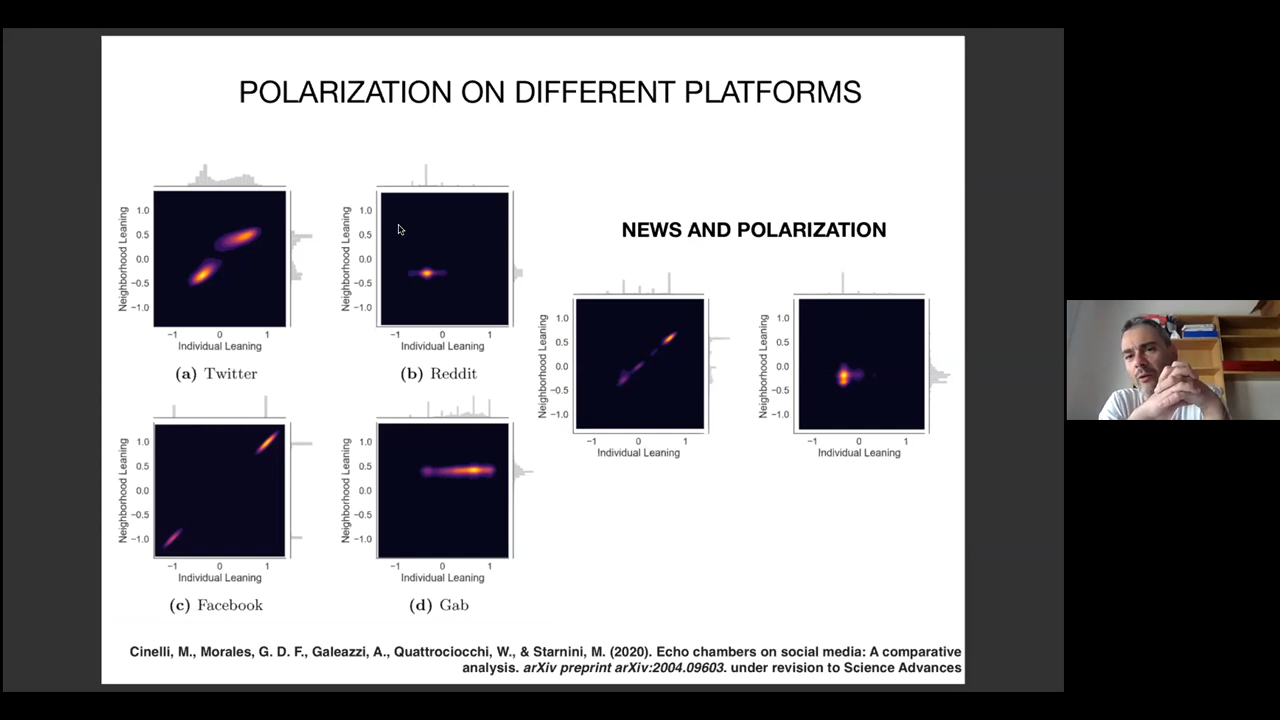 POLARIZATION ON DIFFERENT PLATFORMS
Neighborhood Leaning
1.0
0.5
0.0
−0.5
−1.0
−1 0 1
Individual Leaning
(a) Twitter
Neighborhood Leaning
1.0
0.5
0.0
−0.5
−1.0
−1 0 1
Individual Leaning
(b) Reddit
Neighborhood Leaning
1.0
0.5
0.0
−0.5
−1.0
−1 0 1
Individual Leaning
(c) Facebook
Neighborhood Leaning
1.0
0.5
0.0
−0.5
−1.0
−1 0 1
Individual Leaning
(d) Gab
NEWS AND POLARIZATION
Neighborhood Leaning
1.0
0.5
0.0
−0.5
−1.0
−1 0 1
Individual Leaning
Neighborhood Leaning
1.0
0.5
0.0
−0.5
−1.0
−1 0 1
Individual Leaning
Cinelli, M., Morales, G. D. F., Galeazzi, A., Quattrociocchi, W., & Starnini, M. (2020). Echo chambers on social media: A comparative
analysis. arXiv preprint arXiv:2004.09603. under revision to Science Advances